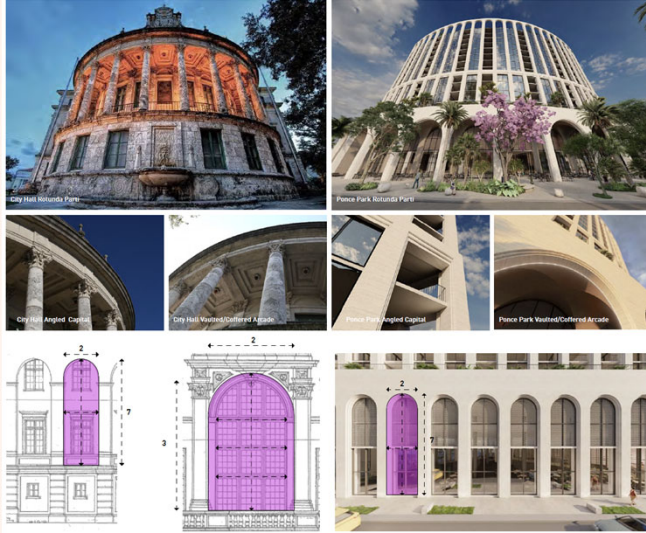 City Hall Rotunda Parti
Ponce Park Rotunda Parti
City Hall Angled Capital
City Hall Vaulted/Coffered Arcade
Ponce Park Angled Capital
Ponce Park Vaulted/Coffered Arcade
2
7
2
3
2
7